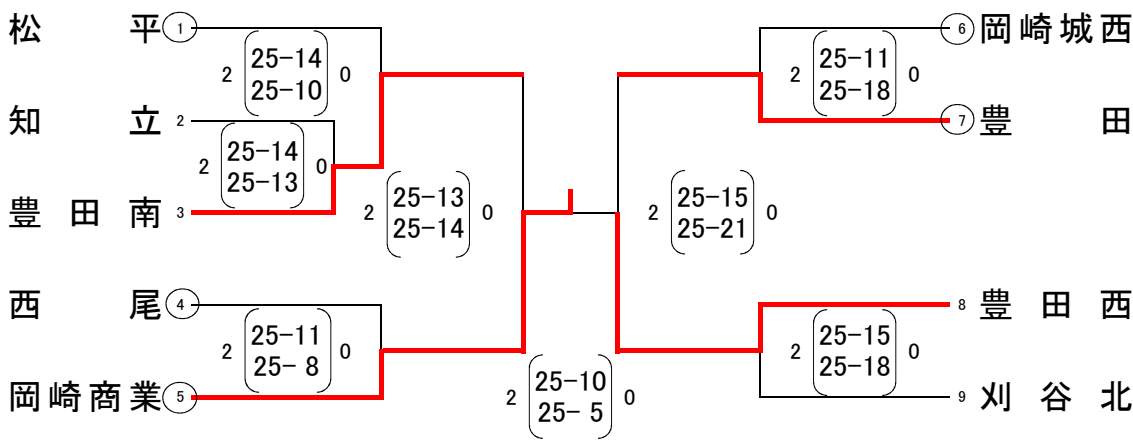 松平 1
2 25-14 0
25-10
知立 2
2 25-14 0
25-13
豊田南 3
2 25-13 0
25-14
西尾 4
2 25-11 0
25- 8
岡崎商業 5
2 25-10 0
25- 5
6 岡崎城西
2 25-11 0
25-18
7 豊田
2 25-15 0
25-21
8 豊田西
2 25-15 0
25-18
9 刈谷北